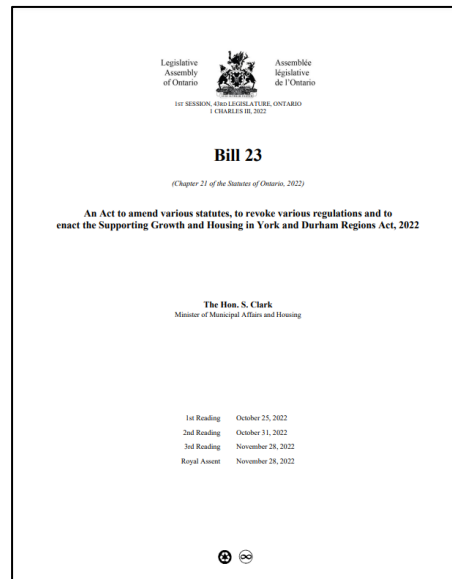 Legislative
Assembly
of Ontario
Assemblée
législative
de l'Ontario
1ST SESSION, 43RD LEGISLATURE, ONTARIO
1 CHARLES III, 2022
Bill 23
(Chapter 21 of the Statutes of Ontario, 2022)
An Act to amend various statutes, to revoke various regulations and to
enact the Supporting Growth and Housing in York and Durham Regions Act, 2022
The Hon. S. Clark
Minister of Municipal Affairs and Housing
1st Reading October 25, 2022
2nd Reading October 31, 2022
3rd Reading November 28, 2022
Royal Assent November 28, 2022